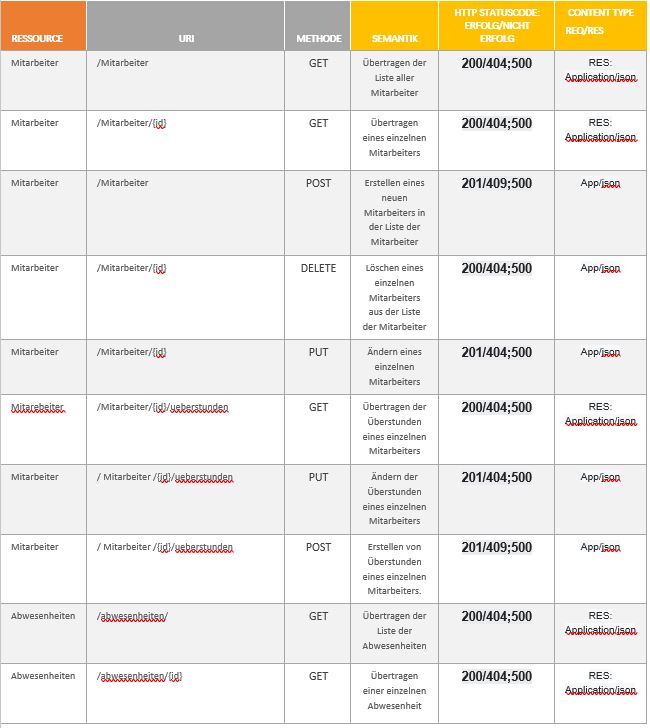 RESSOURCE
URI
METHODE
SEMANTIK
HTTP STATUSCODE:
ERFOLG/NICHT
ERFOLG
CONTENT TYPE
REQ/RES
Mitarbeiter
/Mitarbeiter
GET
Übertragen der
Liste aller
Mitarbeiter
200/404;500
RES:
Application/json
Mitarbeiter
/Mitarbeiter/{id}
GET
Übertragen
eines einzelnen
Mitarbeiters
200/404;500
RES:
Application/json
Mitarbeiter
/Mitarbeiter
POST
Erstellen eines
neuen
Mitarbeiters in
der Liste der
Mitarbeiter
201/409;500
App/json
Mitarbeiter
/Mitarbeiter/{id}
DELETE
Löschen eines
einzelnen
Mitarbeiters
aus der Liste
der Mitarbeiter
200/404;500
App/json
Mitarbeiter
/Mitarbeiter/{id}
PUT
Ändern eines
einzelnen
Mitarbeiters
201/404;500
App/json
Mitarebeiter
/Mitarbeiter/{id}/ueberstunden
GET
Übertragen der
Überstunden
eines einzelnen
Mitarbeiters
200/404;500
RES:
Application/json
Mitarbeiter
/ Mitarbeiter /{id}/ueberstunden
PUT
Ändern der
Überstunden
eines einzelnen
Mitarbeiters
201/404;500
App/json
Mitarbeiter
/ Mitarbeiter /{id}/ueberstunden
POST
Erstellen von
Überstunden
eines einzelnen
Mitarbeiters.
201/409;500
App/json
Abwesenheiten
/abwesenheiten/
GET
Übertragen der
Liste der
Abwesenheiten
200/404;500
RES:
Application/json
Abwesenheiten
/abwesenheiten/{id}
GET
Übertragen
einer einzelnen
Abwesenheit
200/404;500
RES:
Application/json